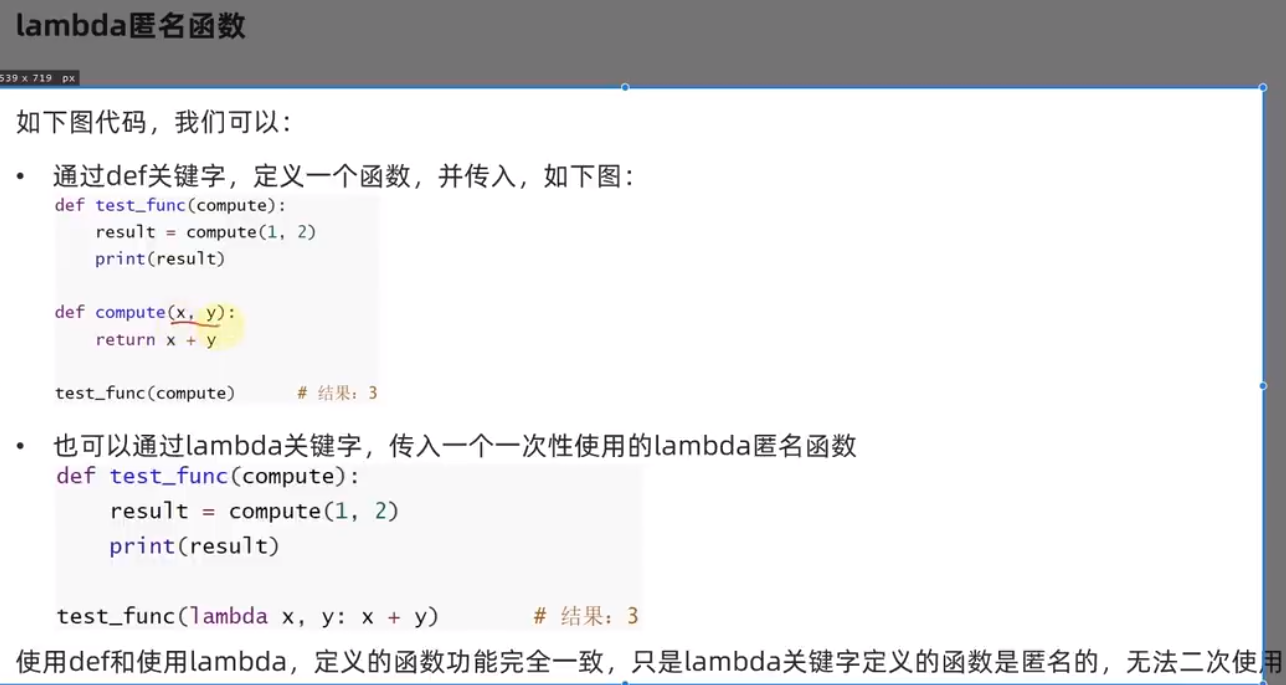 lambda匿名函数
539 x 719 px
如下图代码，我们可以：
• 通过def关键字，定义一个函数，并传入，如下图：
def test_func(compute):
    result = compute(1, 2)
    print(result)
def compute(x, y):
    return x + y
test_func(compute)      # 结果：3
• 也可以通过lambda关键字，传入一个一次性使用的lambda匿名函数
def test_func(compute):
    result = compute(1, 2)
    print(result)
test_func(lambda x, y: x + y)      # 结果：3
使用def和使用lambda，定义的函数功能完全一致，只是lambda关键字定义的函数是匿名的，无法二次使用